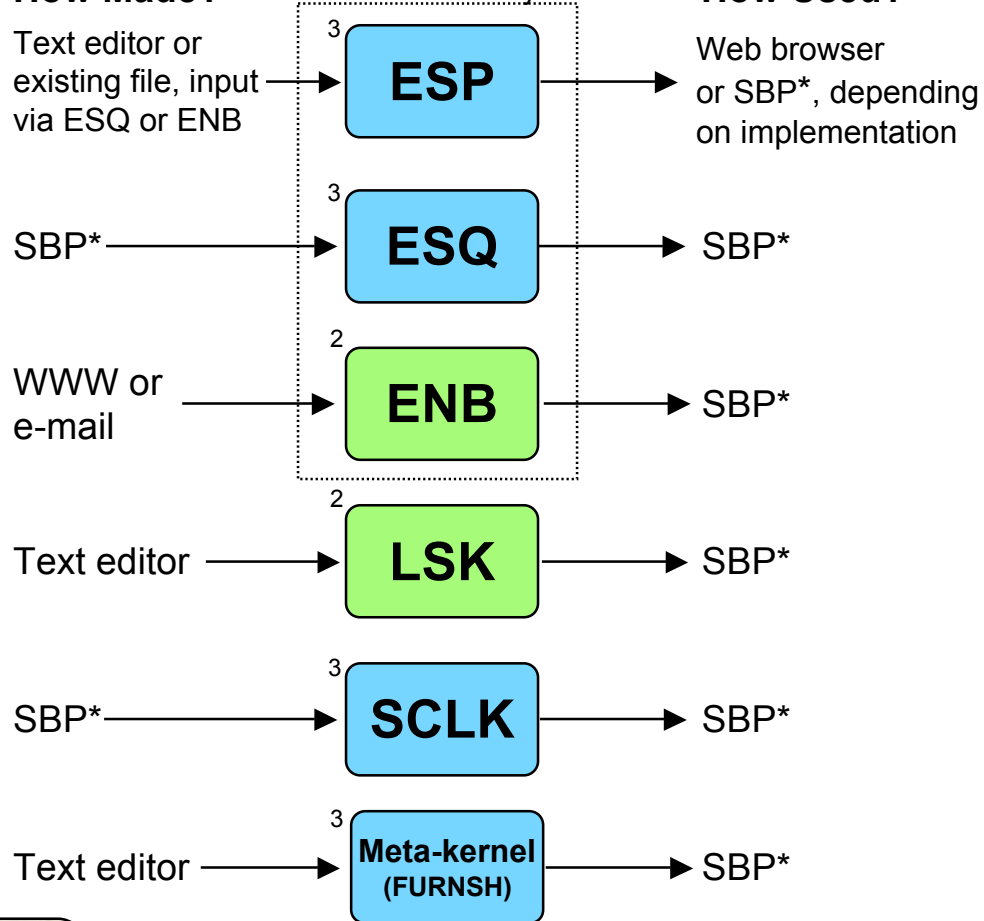 3
Text editor or
existing file, input
via ESQ or ENB
ESP
Web browser
or SBP*, depending
on implementation
3
SBP*
ESQ
SBP*
2
WWW or
e-mail
ENB
SBP*
2
Text editor
LSK
SBP*
3
SBP*
SCLK
SBP*
3
Text editor
Meta-kernel
(FURNSH)
SBP*